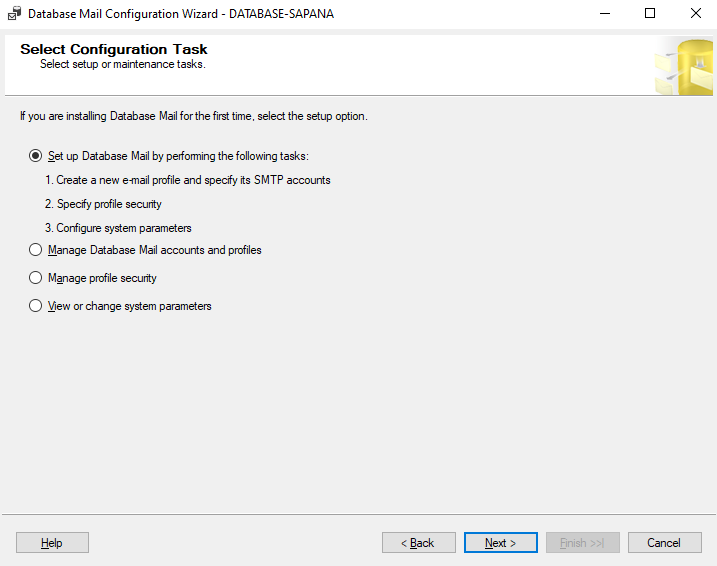 Database Mail Configuration Wizard - DATABASE-SAPANA
Select Configuration Task
Select setup or maintenance tasks.
If you are installing Database Mail for the first time, select the setup option.
Set up Database Mail by performing the following tasks:
1. Create a new e-mail profile and specify its SMTP accounts
2. Specify profile security
3. Configure system parameters
Manage Database Mail accounts and profiles
Manage profile security
View or change system parameters
Help
< Back
Next >
Finish >>|
Cancel